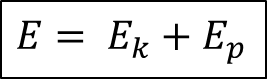 E = E_k + E_p